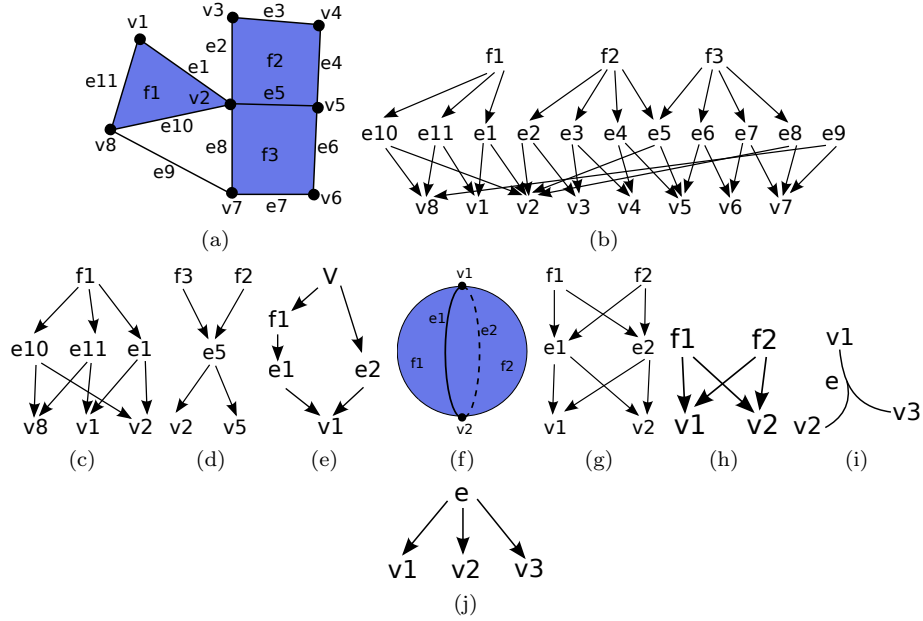 v3 e3 v4
v1
e2 f2 e4
e11 e1
f1 v2 e5 v5
v8 e10
e8 f3 e6
e9
v7 e7 v6
(a)
f1 f2 f3
e10 e11 e1 e2 e3 e4 e5 e6 e7 e8 e9
v8 v1 v2 v3 v4 v5 v6 v7
(b)
f1
e10 e11 e1
v8 v1 v2
(c)
f3 f2
e5
v2 v5
(d)
V
f1
e1 e2
v1
(e)
v1
e1 e2
f1 f2
v2
(f)
f1 f2
e1 e2
v1 v2
(g)
f1 f2
v1 v2
(h)
v1
e
v2 v3
(i)
e
v1 v2 v3
(j)